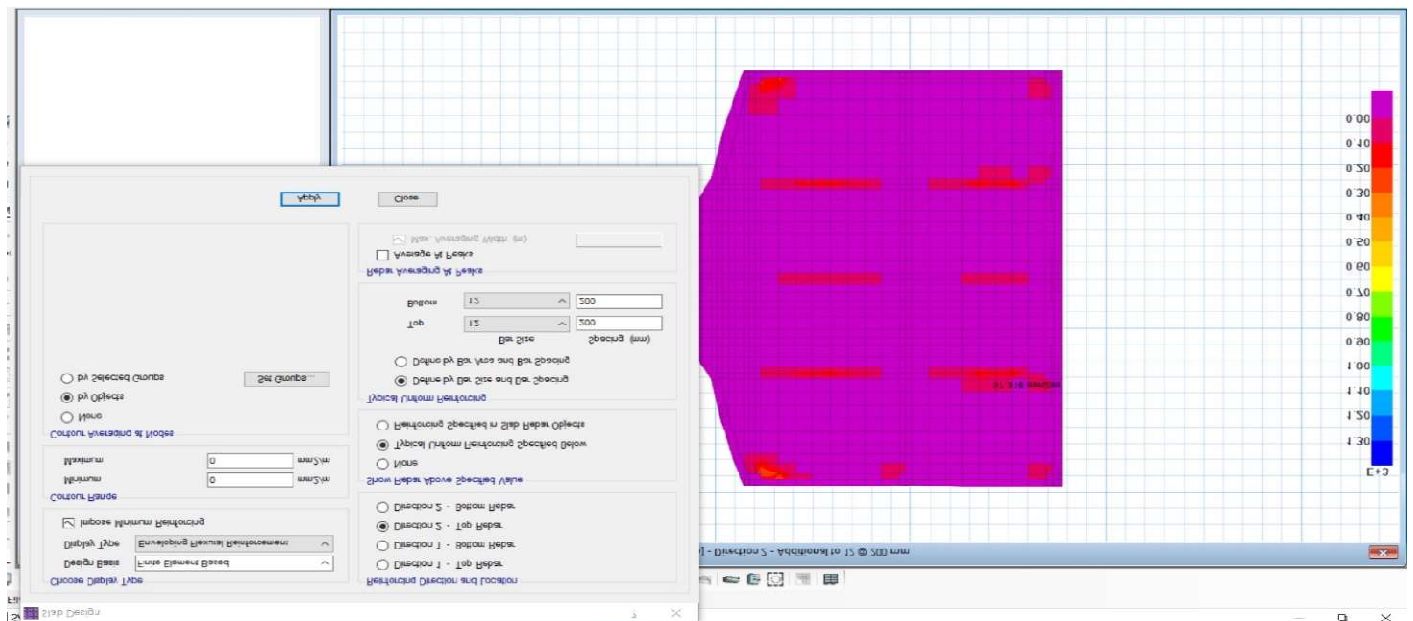 Slab Design
Choose Display Type
Design Basis
Finite Element Based
Display Type
Enveloping Flexural Reinforcement
Impose Minimum Reinforcing
Contour Range
Minimum
0
mm2/m
Maximum
0
mm2/m
Contour Averaging at Nodes
None
by Objects
by Selected Groups
Set Groups...
Reinforcing Direction and Location
Direction 1 - Top Rebar
Direction 1 - Bottom Rebar
Direction 2 - Top Rebar
Direction 2 - Bottom Rebar
Show Rebar Above Specified Value
None
Typical Uniform Reinforcing Specified Below
Reinforcing Specified in Slab Rebar Objects
Typical Uniform Reinforcing
Define by Bar Size and Bar Spacing
Define by Bar Area and Bar Spacing
Bar Size
Spacing (mm)
Top
12
200
Bottom
12
200
Rebar Averaging At Peaks
Average At Peaks
Max. Averaging Width (m)
Apply
Close
] - Direction 2 - Additional to 12 @ 200 mm
E+3
1.30
1.20
1.10
1.00
0.90
0.80
0.70
0.60
0.50
0.40
0.30
0.20
0.10
0.00